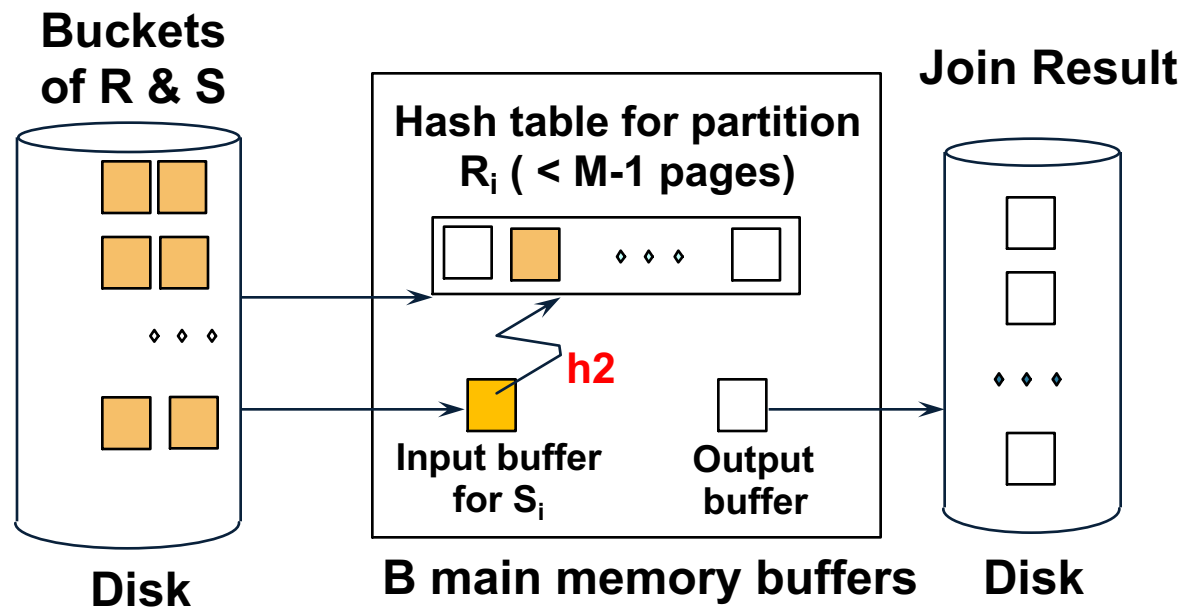 Buckets
of R & S
Join Result
Hash table for partition
Rᵢ ( < M-1 pages)
h2
Input buffer
for Sᵢ
Output
buffer
Disk
B main memory buffers
Disk